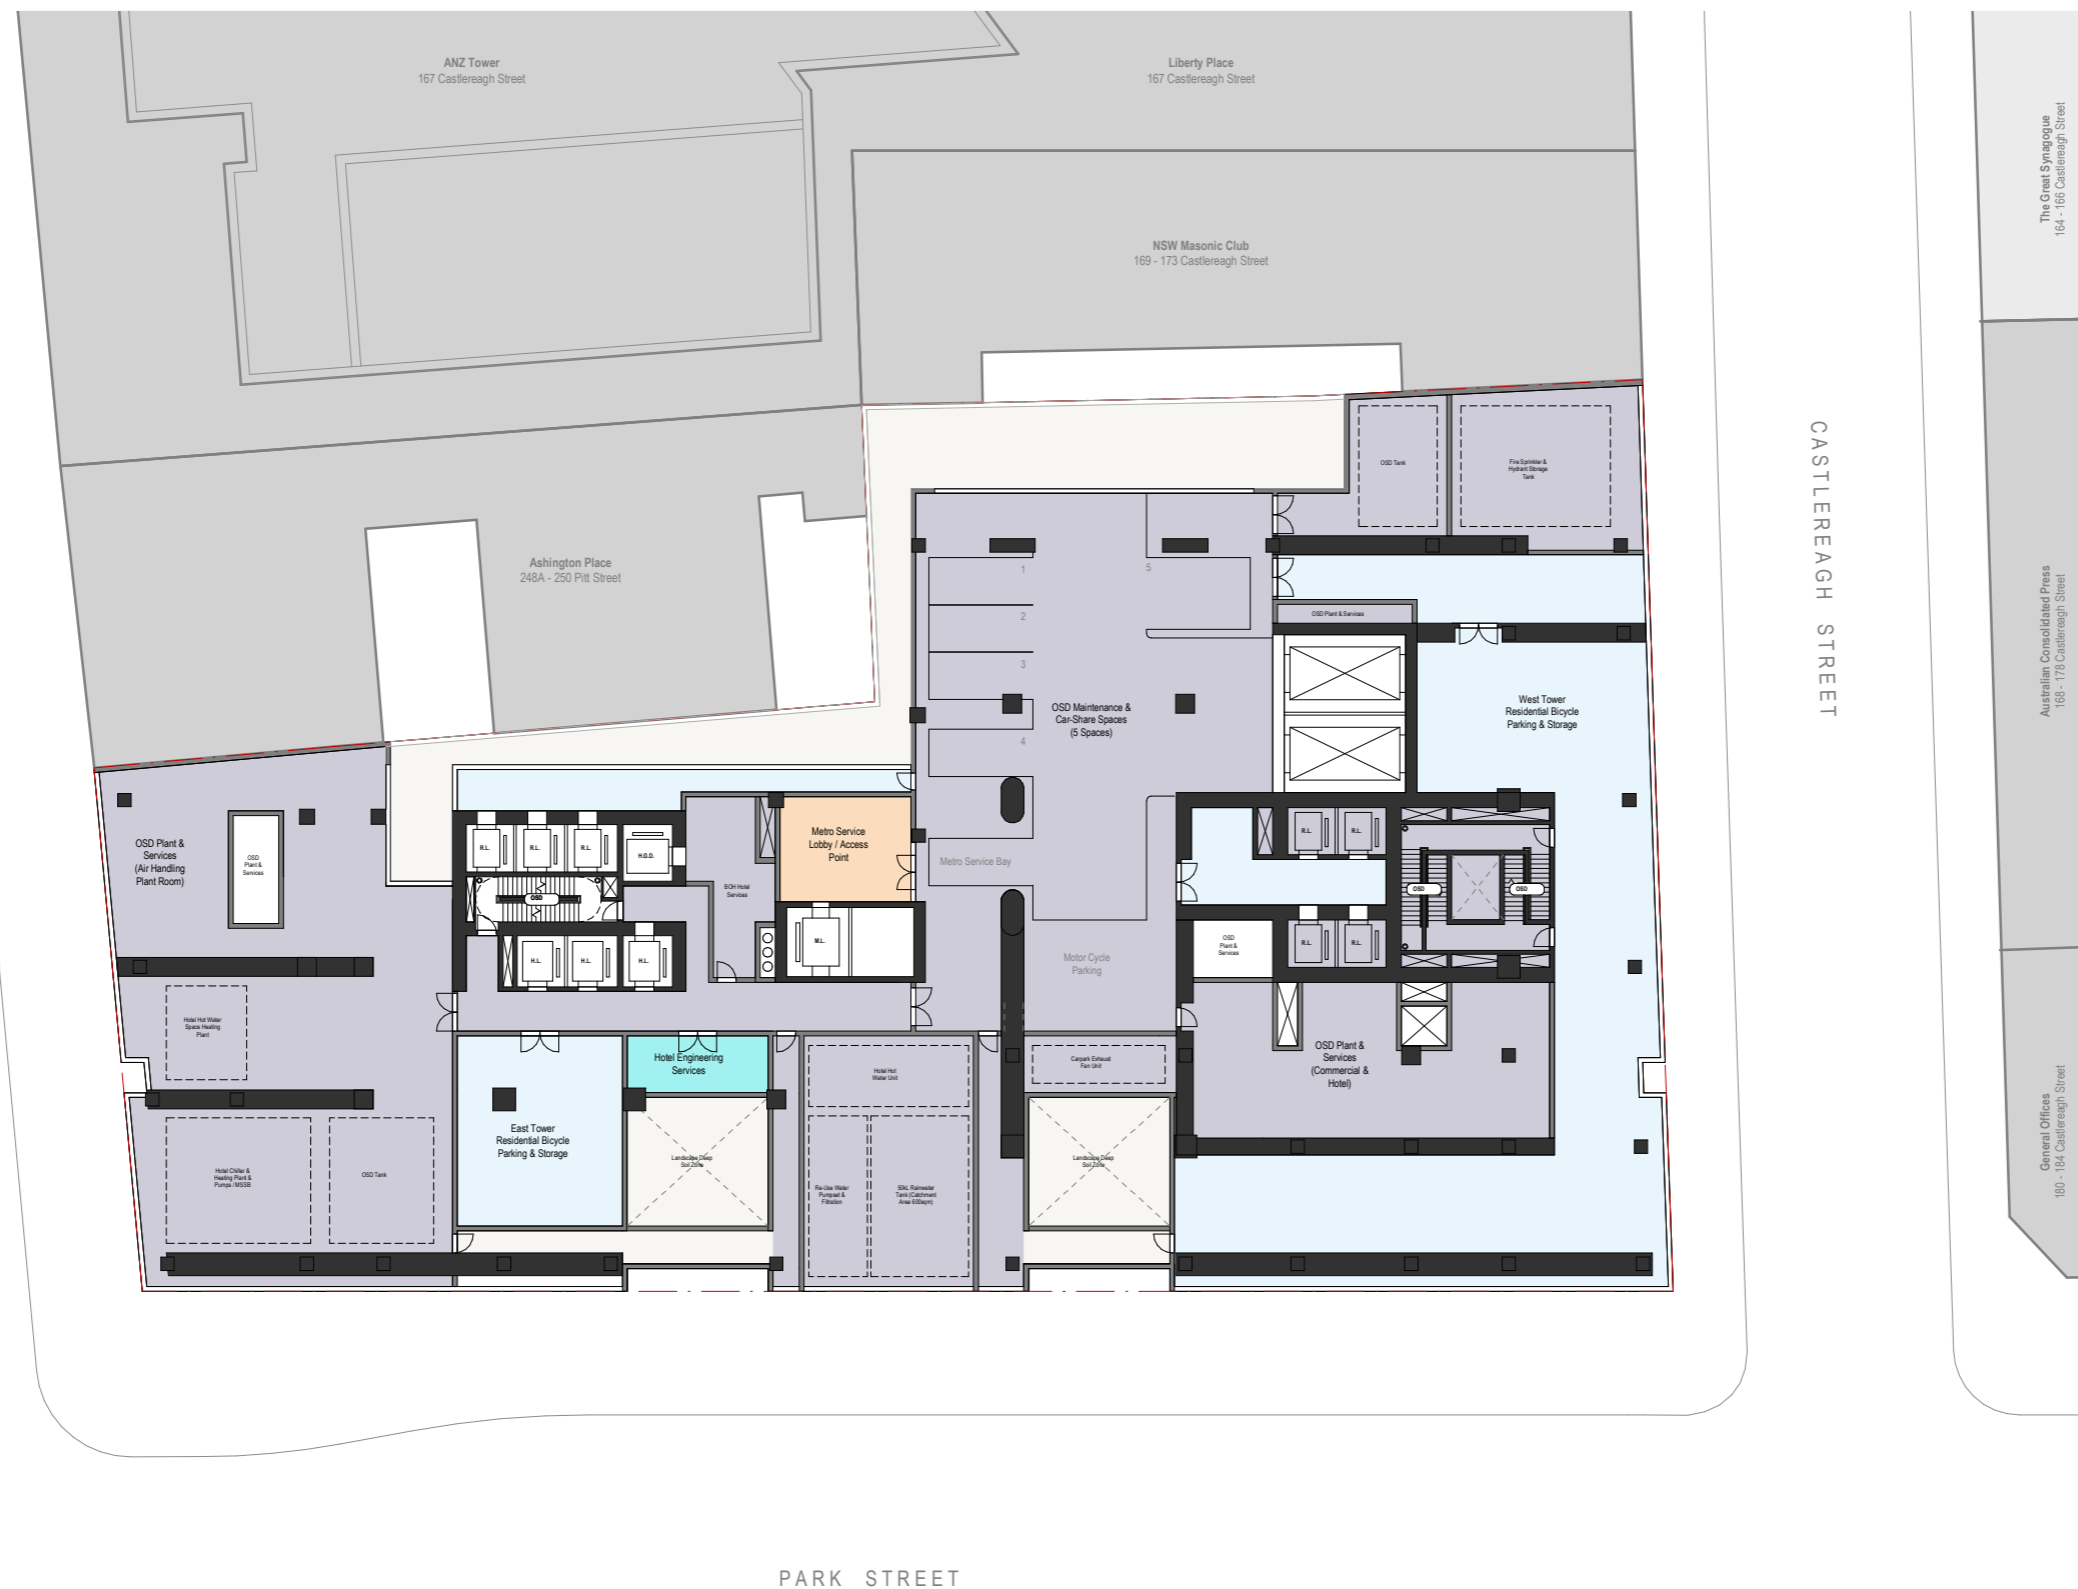 ANZ Tower
167 Castlereagh Street
Liberty Place
167 Castlereagh Street
The Great Synagogue
164 - 166 Castlereagh Street
NSW Masonic Club
169 - 173 Castlereagh Street
Ashington Place
248A - 250 Pitt Street
CASTLEREAGH STREET
Australian Consolidated Press
168 - 178 Castlereagh Street
General Offices
180 - 184 Castlereagh Street
OSD Tank
Fire Sprinkler &
Hydrant Storage
Tank
1
2
3
4
5
OSD Plant & Services
OSD Maintenance &
Car-Share Spaces
(5 Spaces)
West Tower
Residential Bicycle
Parking & Storage
OSD Plant &
Services
(Air Handling
Plant Room)
OSD
Plant &
Services
R.L.
R.L.
R.L.
H.G.D.
OSD
H.L.
H.L.
H.L.
BOH Hotel
Services
Metro Service
Lobby / Access
Point
M.L.
Metro Service Bay
Motor Cycle
Parking
R.L.
R.L.
OSD
OSD
R.L.
R.L.
OSD
Plant &
Services
Hotel Hot Water
Space Heating
Plant
Hotel Chiller &
Heating Plant &
Pumps / MSSB
OSD Tank
East Tower
Residential Bicycle
Parking & Storage
Hotel Engineering
Services
Landscape Deep
Soil Zone
Hotel Hot
Water Unit
Re-Use Water
Filtration
50kL Rainwater
Tank (Catchment
Area 600sqm)
Carpark Exhaust
Fan Unit
Landscape Deep
Soil Zone
OSD Plant &
Services
(Commercial &
Hotel)
PARK STREET